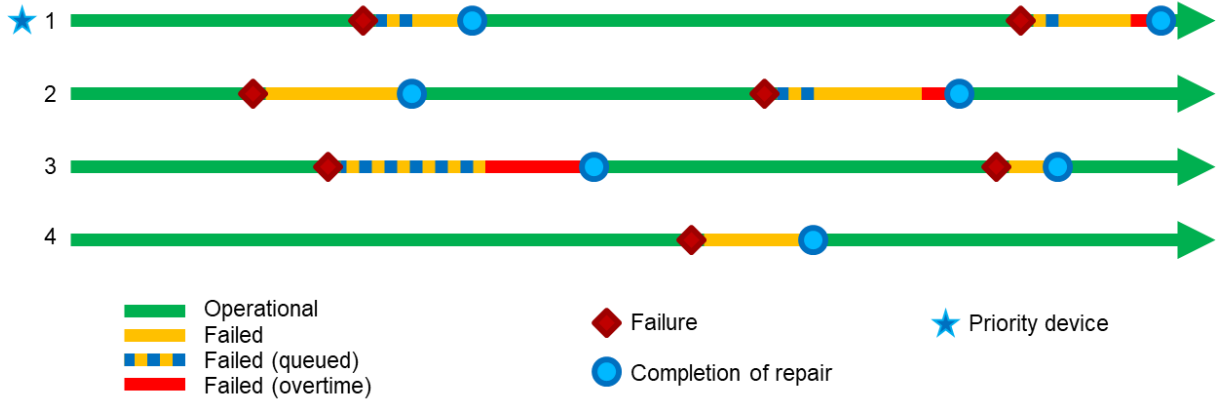 1
2
3
4
Operational
Failed
Failed (queued)
Failed (overtime)
Failure
Completion of repair
Priority device